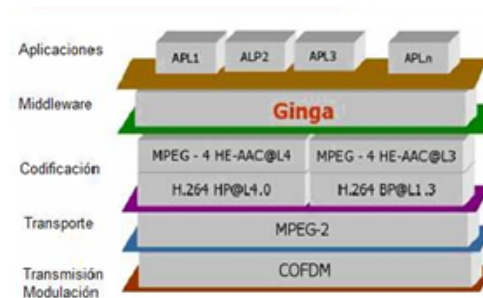 Aplicaciones
APL1 ALP2 APL3 APLn
Middleware
Ginga
Codificación
MPEG - 4 HE-AAC@L4 MPEG - 4 HE-AAC@L3
H.264 HP@L4.0 H.264 BP@L1.3
Transporte
MPEG-2
Transmisión
Modulación
COFDM